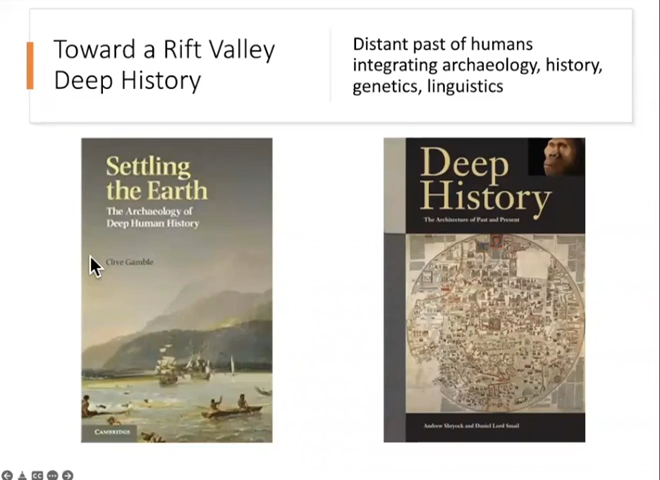 Toward a Rift Valley
Deep History
Distant past of humans
integrating archaeology, history,
genetics, linguistics
Settling
the Earth
The Archaeology of
Deep Human History
Clive Gamble
CAMBRIDGE
Deep
History
The Architecture of Past and Present
Andrew Shryock and Daniel Lord Smail
CC